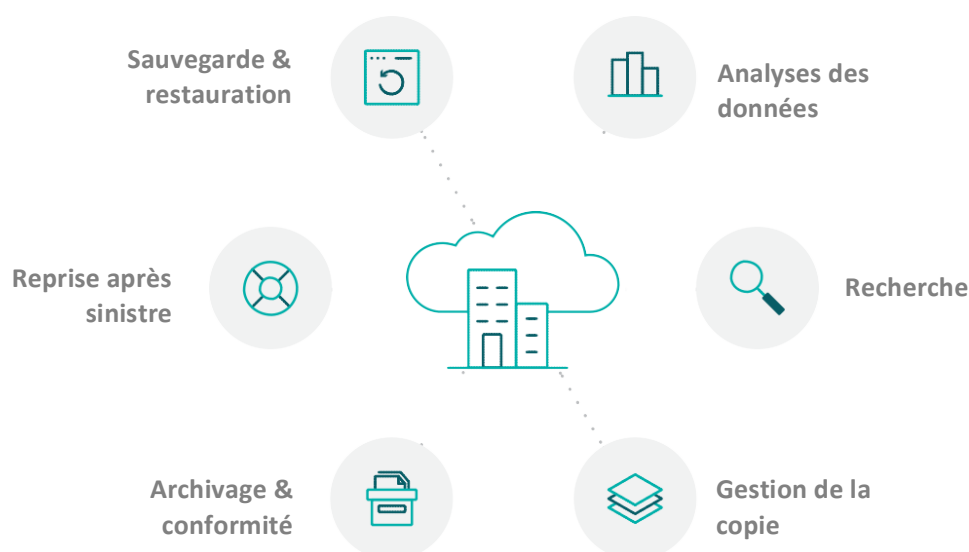 Sauvegarde &
restauration
Analyses des
données
Reprise après
sinistre
Recherche
Archivage &
conformité
Gestion de la
copie